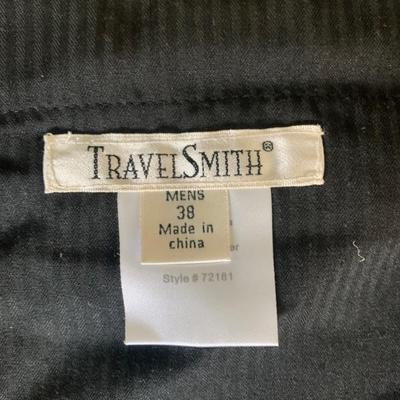 TRAVELSMITH®
MENS
38
Made in
china
Style # 72181